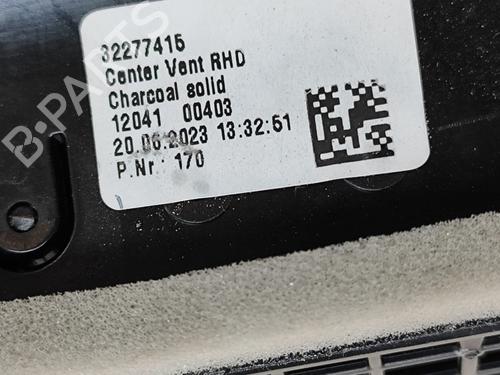 32277415
Center Vent RHD
Charcoal solid
12041 00403
20.06.2023 13:32:51
P.Nr.: 170
B-PARTS